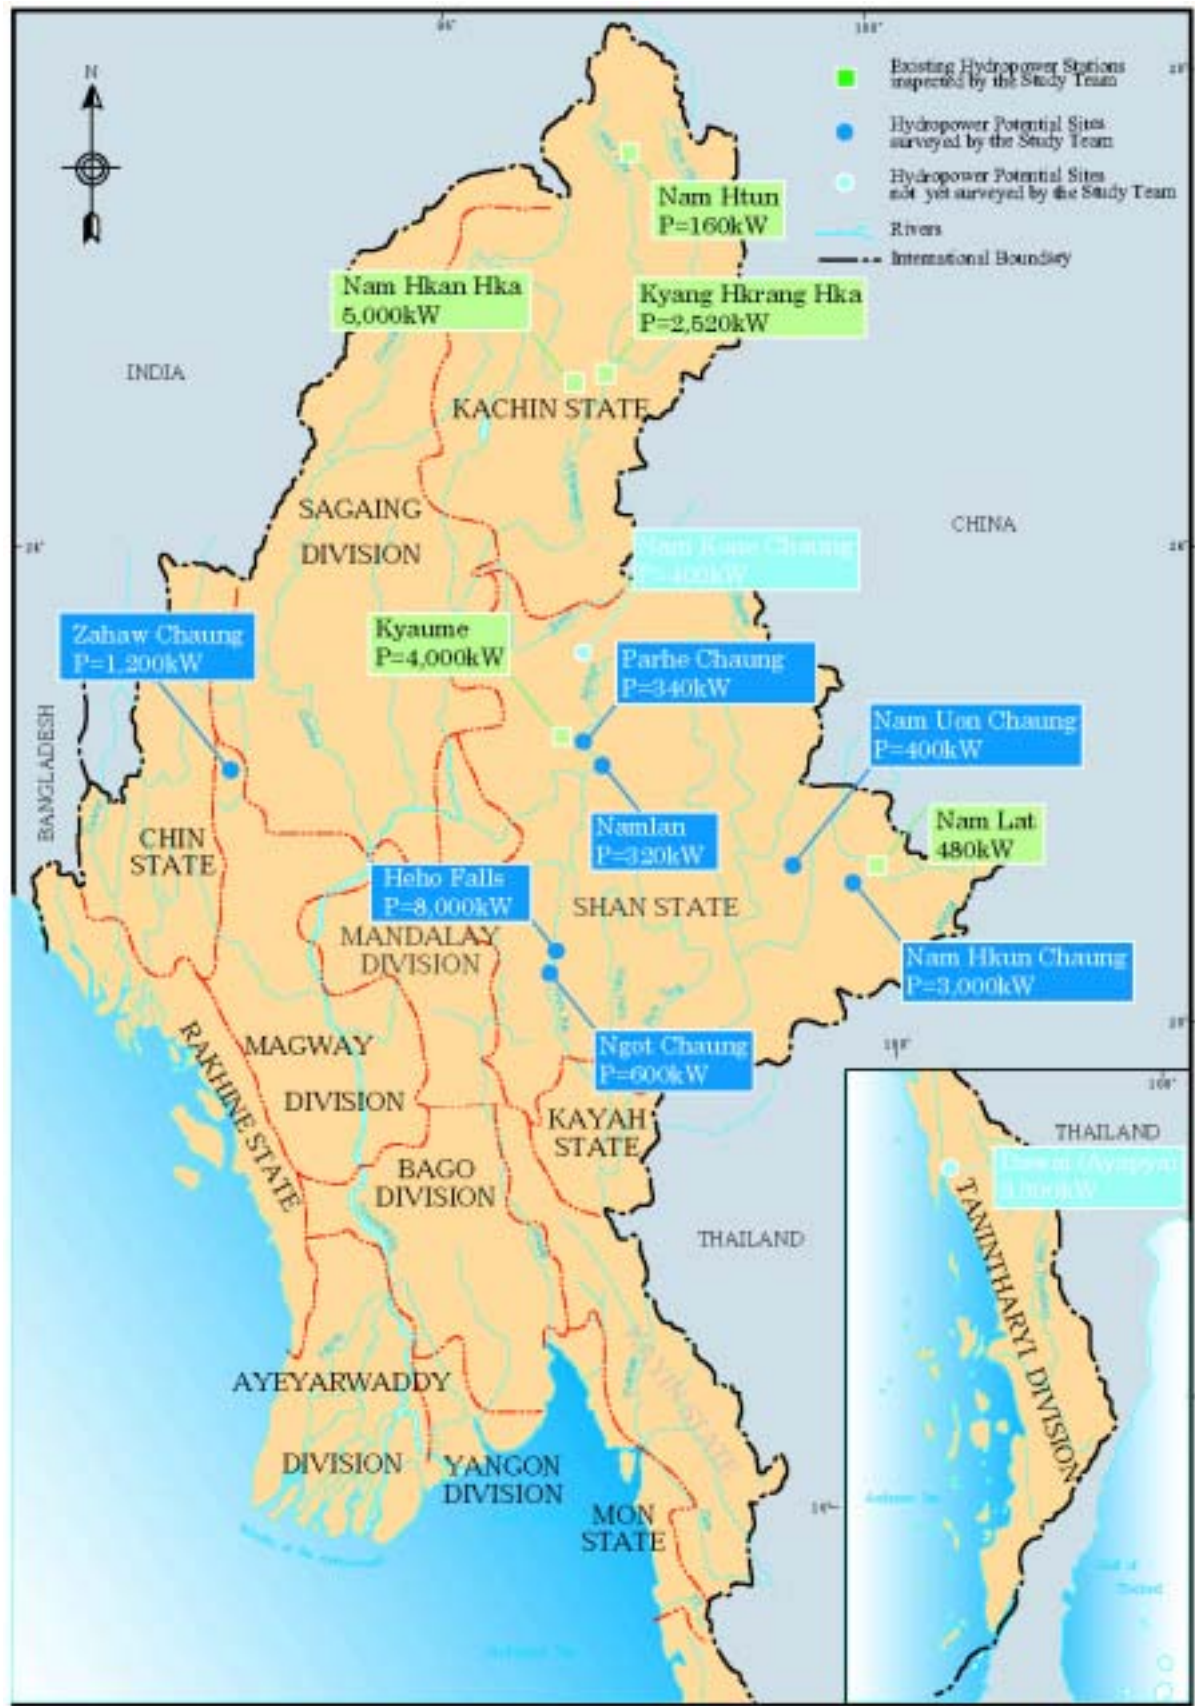 N
Existing Hydropower Stations
inspected by the Study Team
Hydropower Potential Sites
surveyed by the Study Team
Hydropower Potential Sites
not yet surveyed by the Study Team
Rivers
International Boundary
Nam Htun
P=160kW
Nam Hkan Hka
5,000kW
Kyang Hkrang Hka
P=2,520kW
INDIA
KACHIN STATE
SAGAING
DIVISION
CHINA
Nam Kone Chaung
P=400kW
Zahaw Chaung
P=1,200kW
Kyaume
P=4,000kW
Parhe Chaung
P=340kW
Nam Uon Chaung
P=400kW
BANGLADESH
CHIN
STATE
Namlan
P=320kW
Nam Lat
480kW
Heho Falls
P=8,000kW
SHAN STATE
MANDALAY
DIVISION
Nam Hkun Chaung
P=3,000kW
RAKHINE STATE
MAGWAY
DIVISION
Ngot Chaung
P=600kW
KAYAH
STATE
BAGO
DIVISION
THAILAND
THAILAND
TANINTHARYI DIVISION
AYEYARWADDY
DIVISION
YANGON
DIVISION
MON
STATE